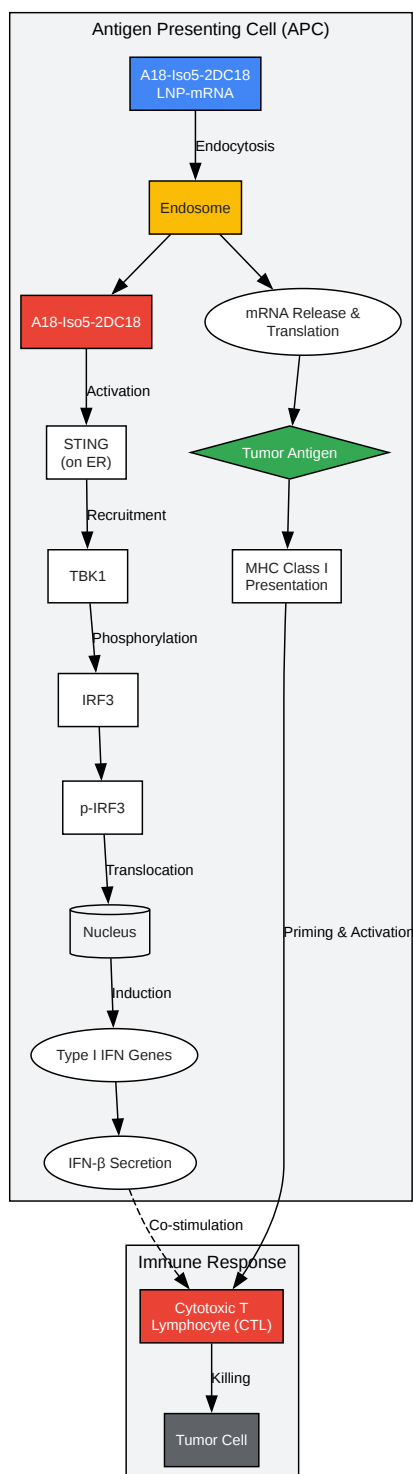 Antigen Presenting Cell (APC)
A18-Iso5-2DC18
LNP-mRNA
Endocytosis
Endosome
A18-Iso5-2DC18
mRNA Release &
Translation
Activation
STING
(on ER)
Tumor Antigen
Recruitment
TBK1
MHC Class I
Presentation
Phosphorylation
IRF3
p-IRF3
Translocation
Nucleus
Priming & Activation
Induction
Type I IFN Genes
IFN-β Secretion
Co-stimulation
Immune Response
Cytotoxic T
Lymphocyte (CTL)
Killing
Tumor Cell